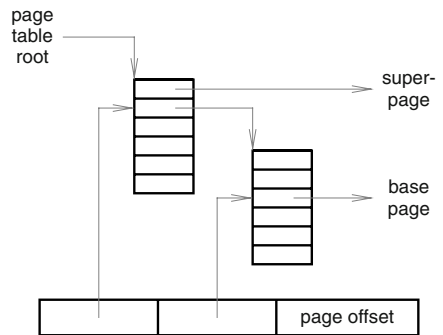 page
table
root
super-
page
base
page
page offset